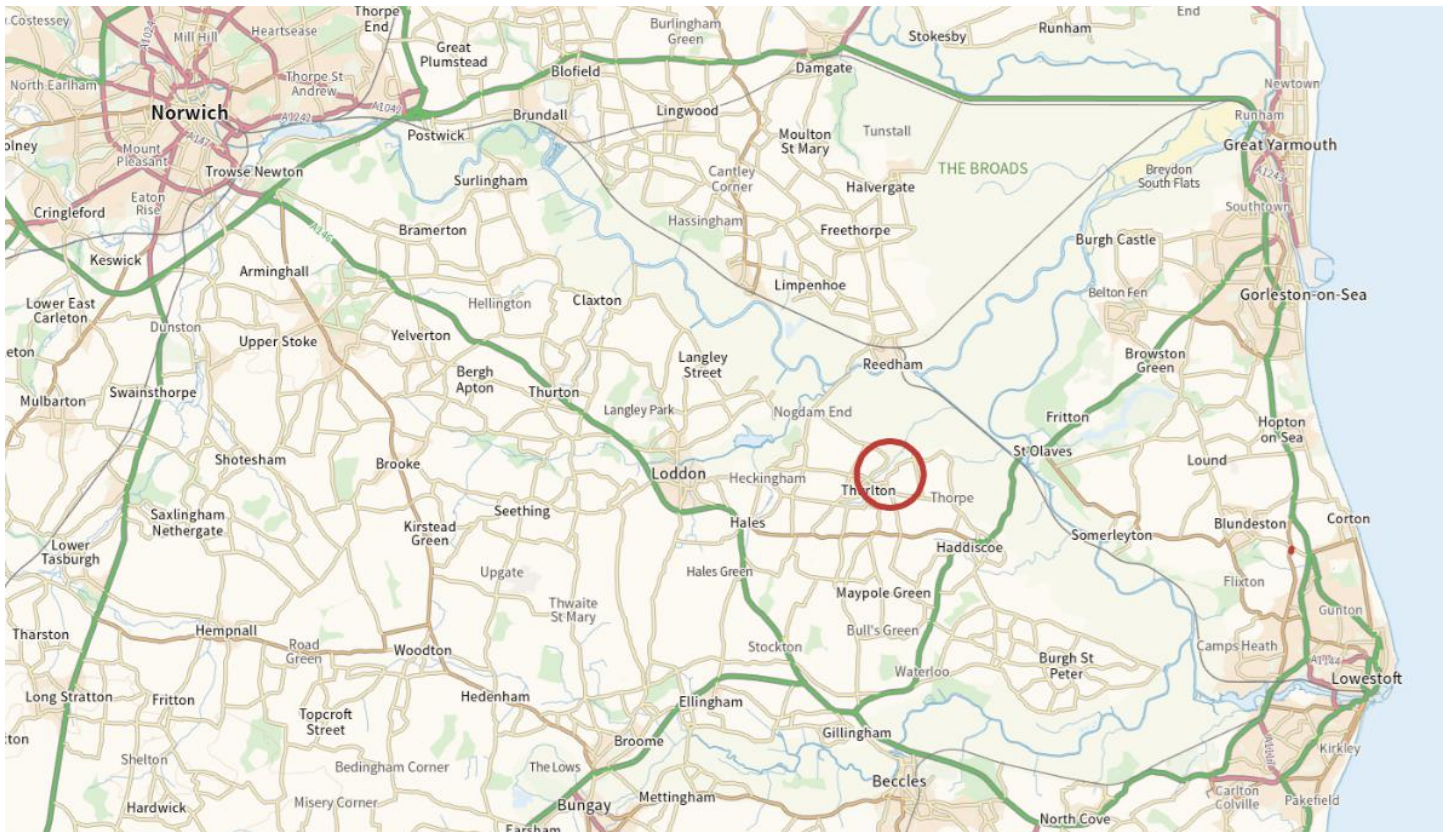 Costessey
Mill Hill
Heartsease
Thorpe
End
Great
Plumstead
Burlingham
Green
Stokesby
Runham
End
A1024
North Earlham
Thorpe St
Andrew
A1042
Blofield
Damgate
Newtown
Norwich
A1242
A147
Postwick
Brundall
Lingwood
Moulton
St Mary
Tunstall
Runham
Great Yarmouth
olney
Mount
Pleasant
Trowse Newton
Surlingham
Cantley
Corner
Halvergate
THE BROADS
Breydon
South Flats
A1243
Eaton
Rise
Cringleford
Bramerton
Hassingham
Freethorpe
Southtown
A146
Burgh Castle
Keswick
Arminghall
Limpenhoe
Belton Fen
Gorleston-on-Sea
Lower East
Carleton
Hellington
Claxton
Dunston
Upper Stoke
Yelverton
eton
Langley
Street
Reedham
Browston
Green
Bergh
Apton
Thurton
Swainsthorpe
Mulbarton
Langley Park
Nogdam End
Fritton
Hopton
on Sea
Shotesham
Brooke
Loddon
Heckingham
St Olaves
Lound
Thurlton
Thorpe
Saxlingham
Nethergate
Seething
Kirstead
Green
Hales
Blundeston
Corton
Lower
Tasburgh
Haddiscoe
Somerleyton
Upgate
Hales Green
Flixton
Thwaite
St Mary
Maypole Green
Gunton
Tharston
Hempnall
Road
Green
Woodton
Stockton
Bull's Green
Camps Heath
A1144
Waterloo
Burgh St
Peter
Lowestoft
Long Stratton
Fritton
Hedenham
Ellingham
Topcroft
Street
Gillingham
ton
Broome
Kirkley
Shelton
Bedingham Corner
The Lows
Beccles
Carlton
Colville
Pakefield
Hardwick
Misery Corner
Bungay
Mettingham
North Cove
Earsham